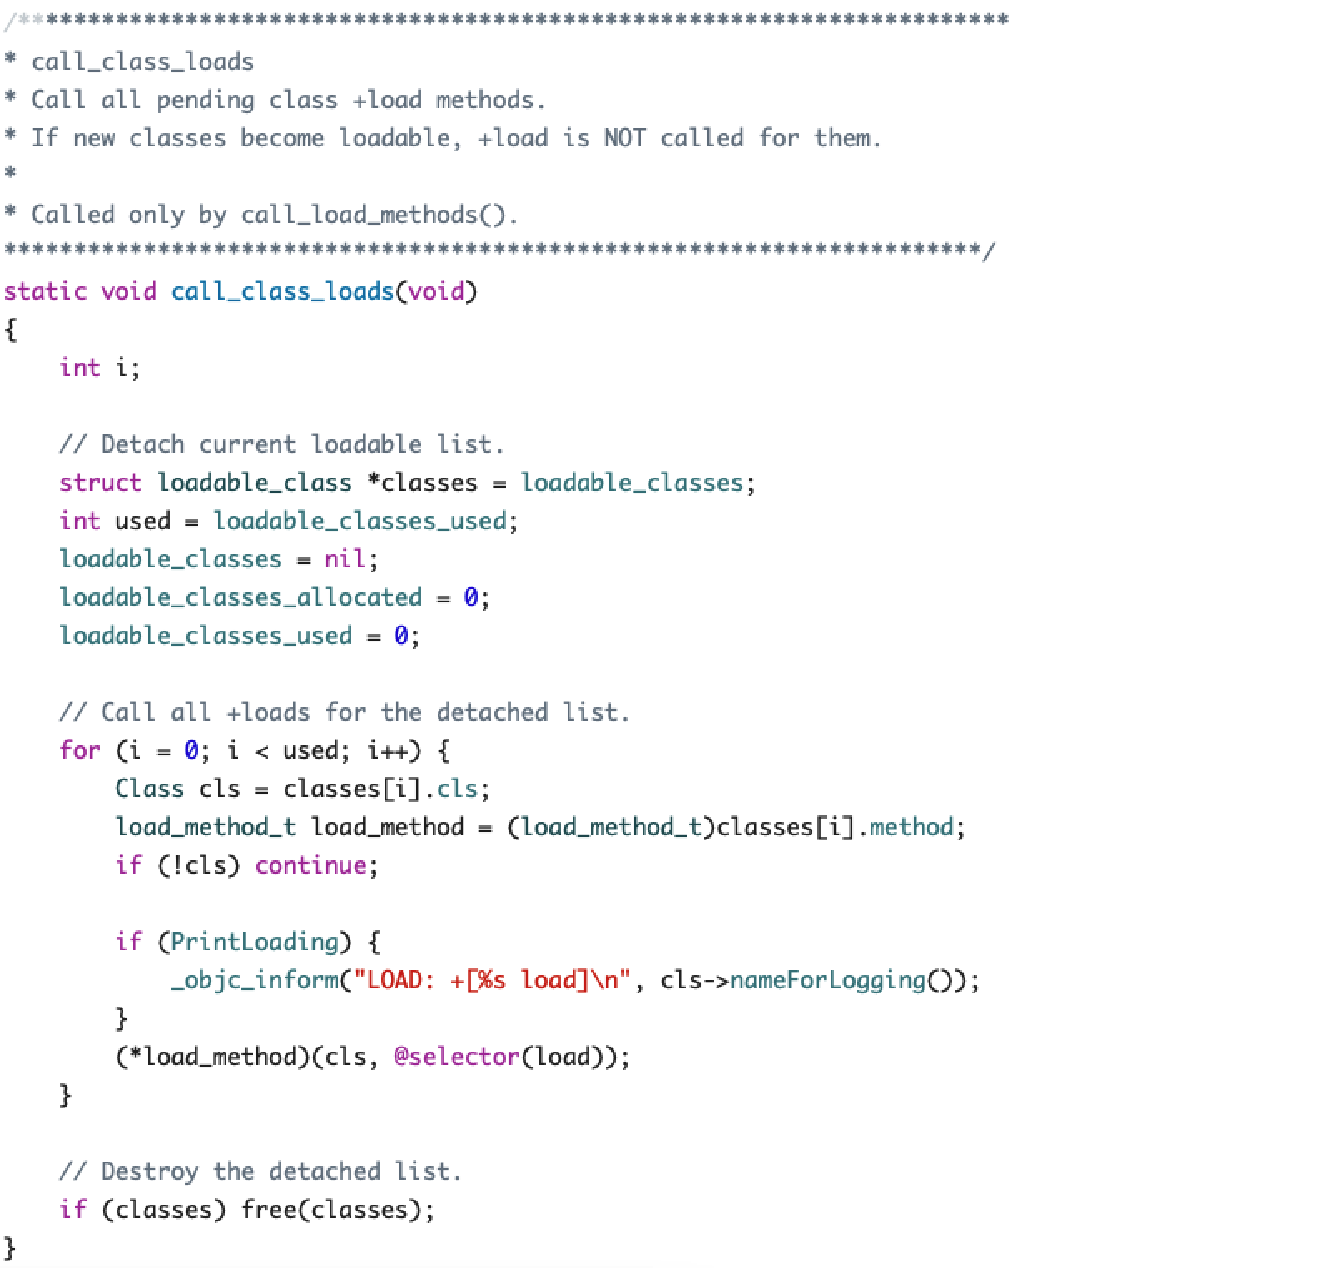 /***********************************************************************
* call_class_loads
* Call all pending class +load methods.
* If new classes become loadable, +load is NOT called for them.
*
* Called only by call_load_methods().
**********************************************************************/
static void call_class_loads(void)
{
    int i;

    // Detach current loadable list.
    struct loadable_class *classes = loadable_classes;
    int used = loadable_classes_used;
    loadable_classes = nil;
    loadable_classes_allocated = 0;
    loadable_classes_used = 0;

    // Call all +loads for the detached list.
    for (i = 0; i < used; i++) {
        Class cls = classes[i].cls;
        load_method_t load_method = (load_method_t)classes[i].method;
        if (!cls) continue;

        if (PrintLoading) {
            _objc_inform("LOAD: +[%s load]\n", cls->nameForLogging());
        }
        (*load_method)(cls, @selector(load));
    }

    // Destroy the detached list.
    if (classes) free(classes);
}